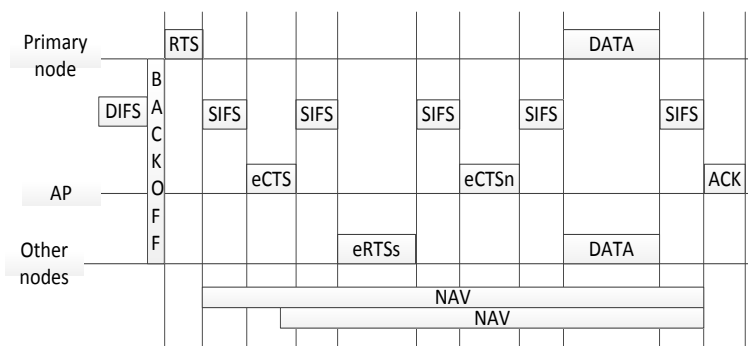 Primary
node
RTS
DATA
DIFS
BACKOFF
SIFS
SIFS
SIFS
SIFS
SIFS
AP
eCTS
eCTSn
ACK
Other
nodes
eRTSs
DATA
NAV
NAV